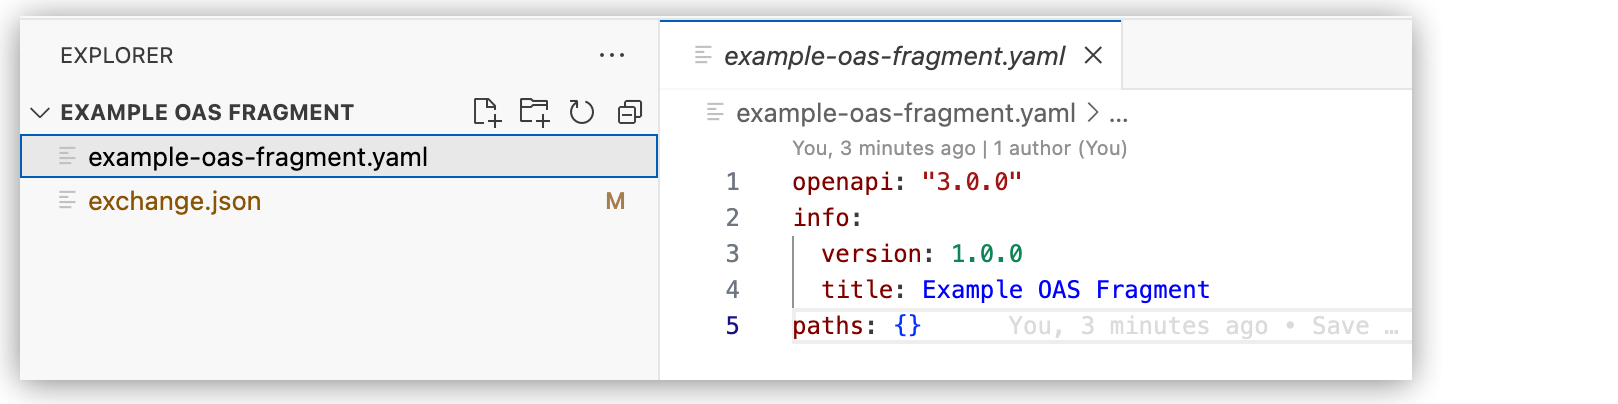 EXPLORER
EXAMPLE OAS FRAGMENT
example-oas-fragment.yaml
exchange.json M
example-oas-fragment.yaml
example-oas-fragment.yaml > ...
You, 3 minutes ago | 1 author (You)
1 openapi: "3.0.0"
2 info:
3 version: 1.0.0
4 title: Example OAS Fragment
5 paths: {} You, 3 minutes ago • Save …